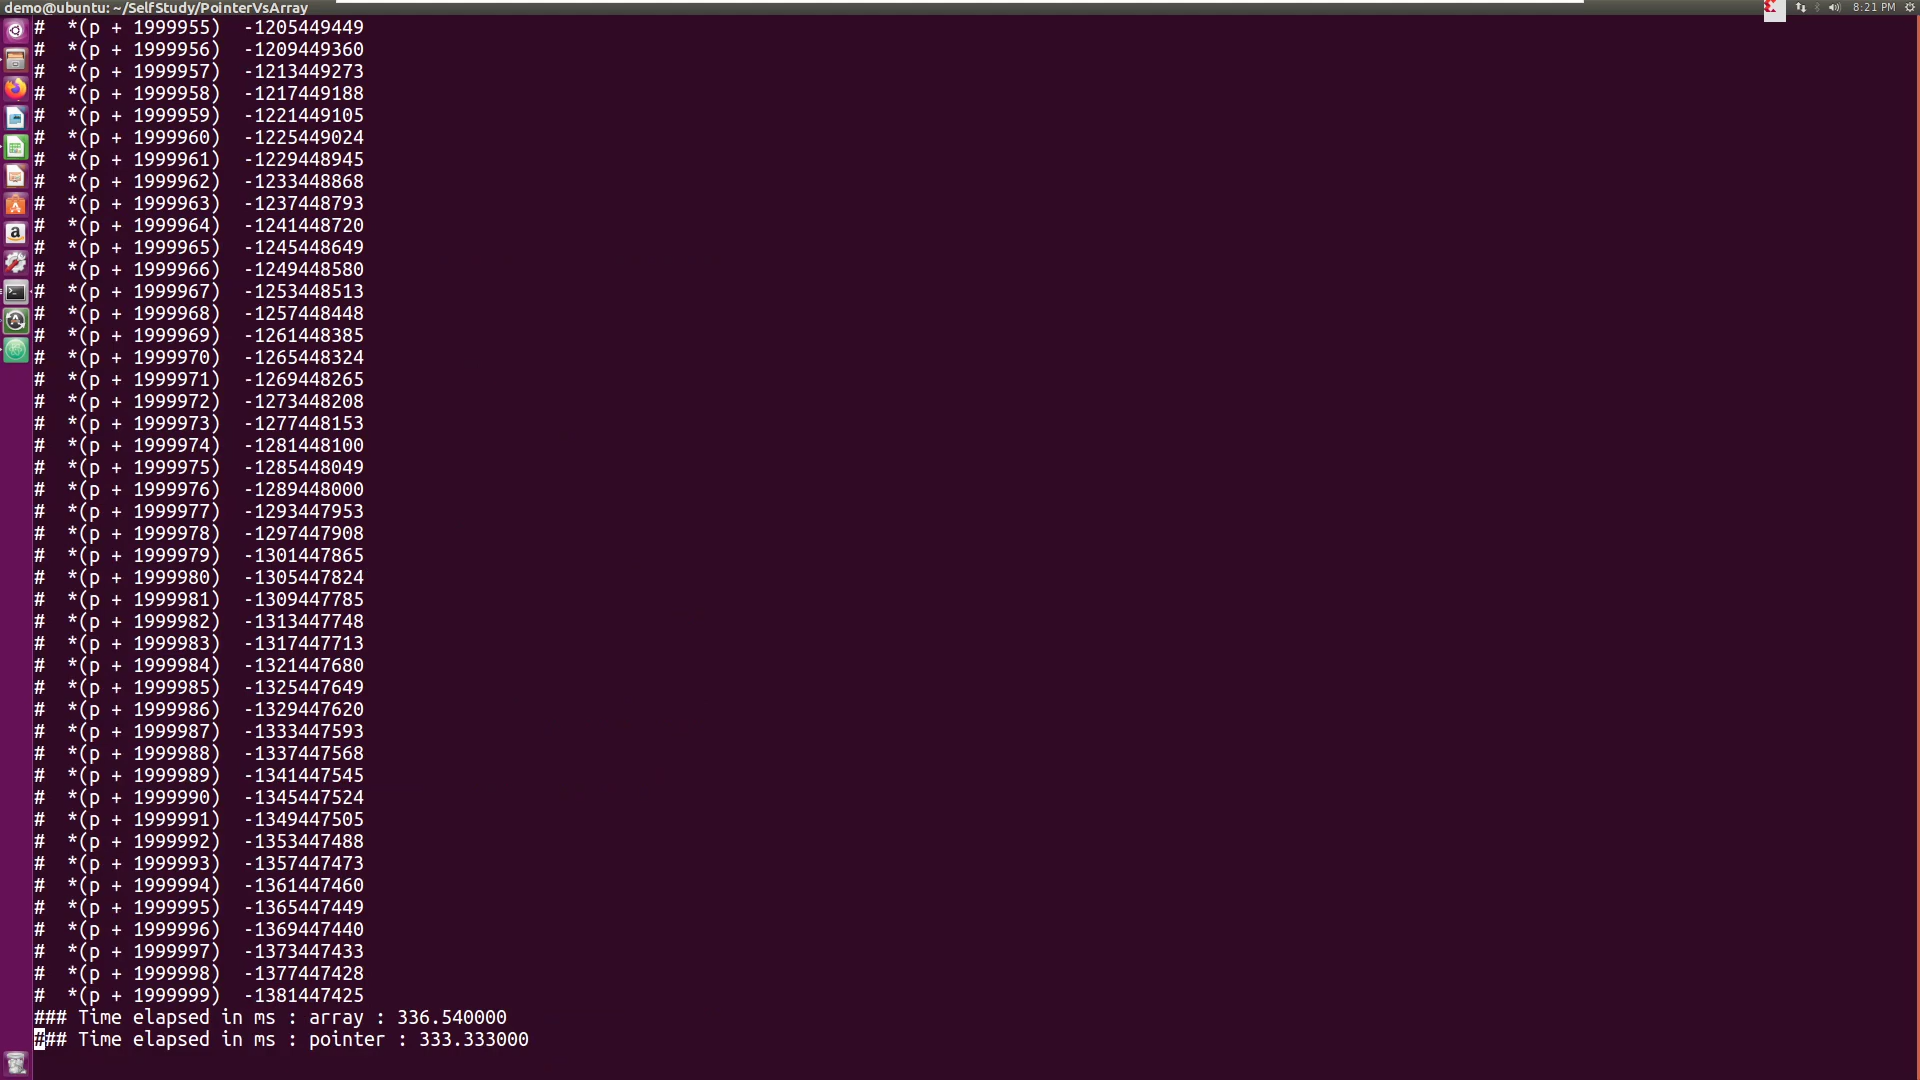 demo@ubuntu: ~/SelfStudy/PointerVsArray
8:21 PM
#  *(p + 1999955)  -1205449449
#  *(p + 1999956)  -1209449360
#  *(p + 1999957)  -1213449273
#  *(p + 1999958)  -1217449188
#  *(p + 1999959)  -1221449105
#  *(p + 1999960)  -1225449024
#  *(p + 1999961)  -1229448945
#  *(p + 1999962)  -1233448868
#  *(p + 1999963)  -1237448793
#  *(p + 1999964)  -1241448720
#  *(p + 1999965)  -1245448649
#  *(p + 1999966)  -1249448580
#  *(p + 1999967)  -1253448513
#  *(p + 1999968)  -1257448448
#  *(p + 1999969)  -1261448385
#  *(p + 1999970)  -1265448324
#  *(p + 1999971)  -1269448265
#  *(p + 1999972)  -1273448208
#  *(p + 1999973)  -1277448153
#  *(p + 1999974)  -1281448100
#  *(p + 1999975)  -1285448049
#  *(p + 1999976)  -1289448000
#  *(p + 1999977)  -1293447953
#  *(p + 1999978)  -1297447908
#  *(p + 1999979)  -1301447865
#  *(p + 1999980)  -1305447824
#  *(p + 1999981)  -1309447785
#  *(p + 1999982)  -1313447748
#  *(p + 1999983)  -1317447713
#  *(p + 1999984)  -1321447680
#  *(p + 1999985)  -1325447649
#  *(p + 1999986)  -1329447620
#  *(p + 1999987)  -1333447593
#  *(p + 1999988)  -1337447568
#  *(p + 1999989)  -1341447545
#  *(p + 1999990)  -1345447524
#  *(p + 1999991)  -1349447505
#  *(p + 1999992)  -1353447488
#  *(p + 1999993)  -1357447473
#  *(p + 1999994)  -1361447460
#  *(p + 1999995)  -1365447449
#  *(p + 1999996)  -1369447440
#  *(p + 1999997)  -1373447433
#  *(p + 1999998)  -1377447428
#  *(p + 1999999)  -1381447425
### Time elapsed in ms : array : 336.540000
### Time elapsed in ms : pointer : 333.333000